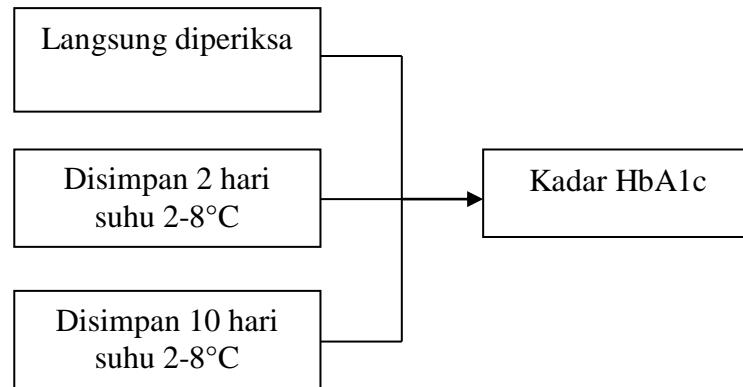 Langsung diperiksa
Disimpan 2 hari
suhu 2-8°C
Kadar HbA1c
Disimpan 10 hari
suhu 2-8°C